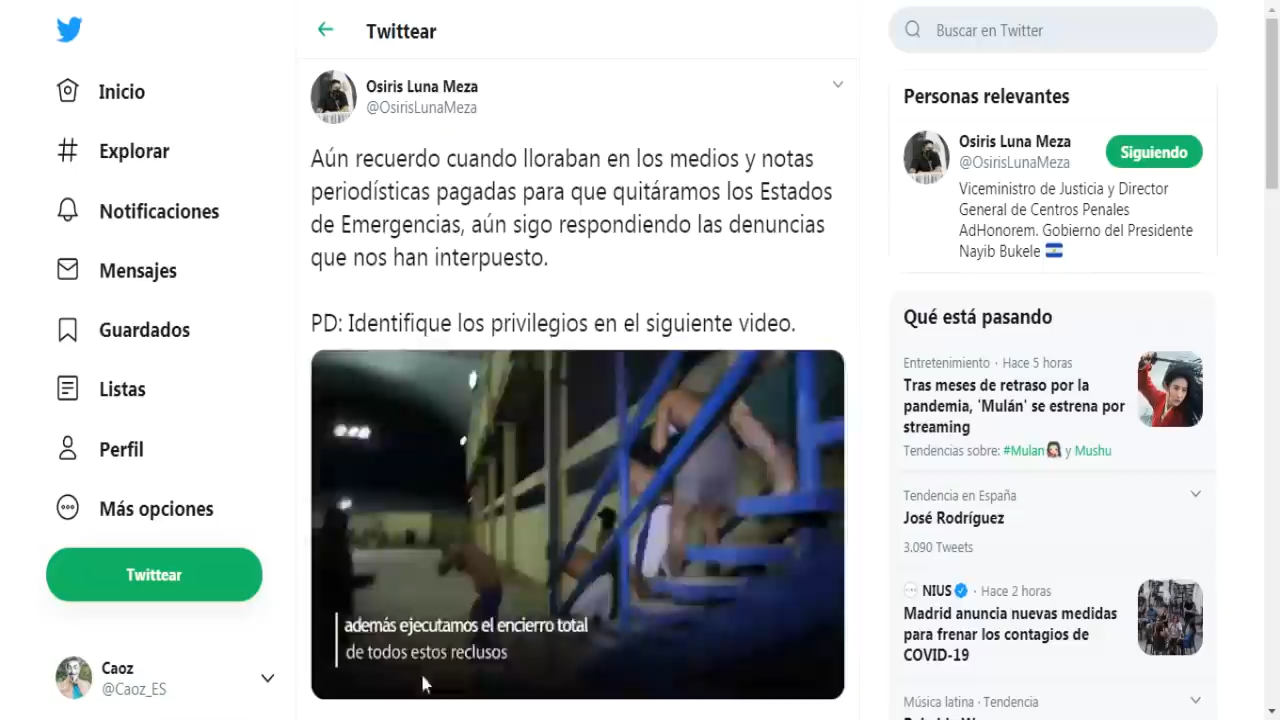 Inicio
Explorar
Notificaciones
Mensajes
Guardados
Listas
Perfil
Más opciones
Twittear
Caoz
@Caoz_ES
Twittear
Osiris Luna Meza
@OsirisLunaMeza
Aún recuerdo cuando lloraban en los medios y notas
periodísticas pagadas para que quitáramos los Estados
de Emergencias, aún sigo respondiendo las denuncias
que nos han interpuesto.
PD: Identifique los privilegios en el siguiente video.
además ejecutamos el encierro total
de todos estos reclusos
Buscar en Twitter
Personas relevantes
Osiris Luna Meza
@OsirisLunaMeza
Siguiendo
Viceministro de Justicia y Director
General de Centros Penales
AdHonorem. Gobierno del Presidente
Nayib Bukele
Qué está pasando
Entretenimiento · Hace 5 horas
Tras meses de retraso por la
pandemia, 'Mulán' se estrena por
streaming
Tendencias sobre: #Mulan y Mushu
Tendencia en España
José Rodríguez
3.090 Tweets
NIUS · Hace 2 horas
Madrid anuncia nuevas medidas
para frenar los contagios de
COVID-19
Música latina · Tendencia